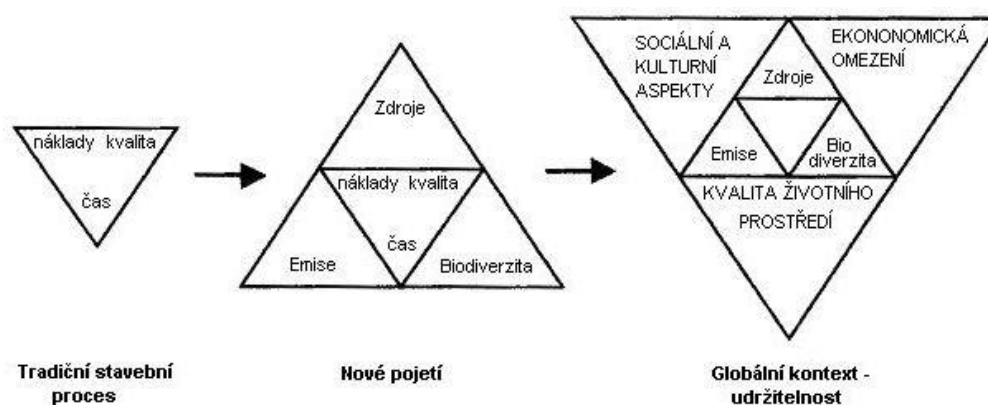 náklady kvalita
čas
Tradiční stavební
proces
Zdroje
náklady kvalita
čas
Emise
Biodiverzita
Nové pojetí
SOCIÁLNÍ A
KULTURNÍ
ASPEKTY
EKONONOMICKÁ
OMEZENÍ
Zdroje
Emise
Bio
diverzita
KVALITA ŽIVOTNÍHO
PROSTŘEDÍ
Globální kontext -
udržitelnost